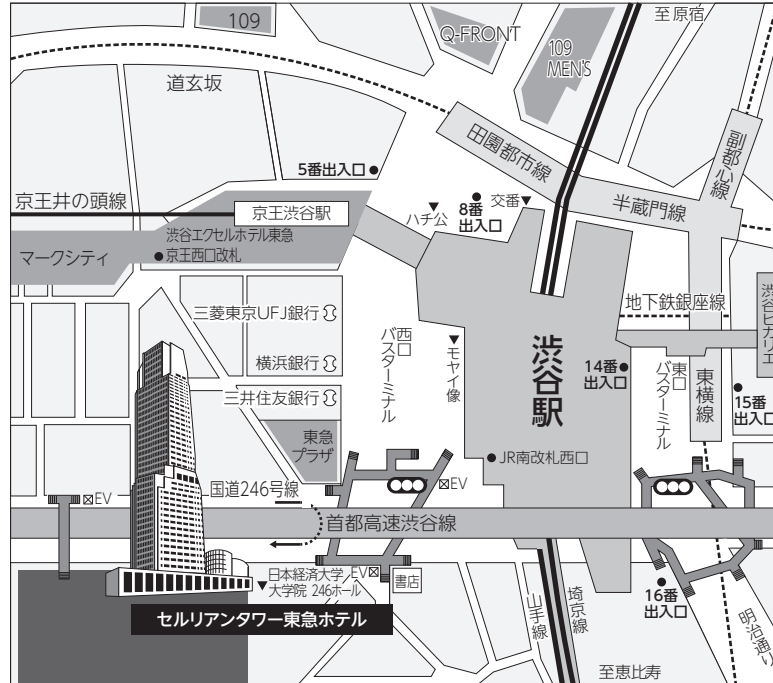 109
Q-FRONT
至原宿
109
MEN'S
道玄坂
田園都市線
副都心線
5番出入口
京王井の頭線
京王渋谷駅
ハチ公
8番
出入口
交番
半蔵門線
渋谷エクセルホテル東急
マークシティ
京王西口改札
地下鉄銀座線
渋谷ヒカリエ
三菱東京UFJ銀行
西口
バスターミナル
モヤイ像
渋谷駅
横浜銀行
14番
出入口
東口
バスターミナル
東横線
15番
出入口
三井住友銀行
東急
プラザ
JR南改札西口
EV
国道246号線
EV
首都高速渋谷線
日本経済大学
大学院 246ホール
EV
書店
16番
出入口
山手線
埼京線
明治通り
セルリアンタワー東急ホテル
至恵比寿